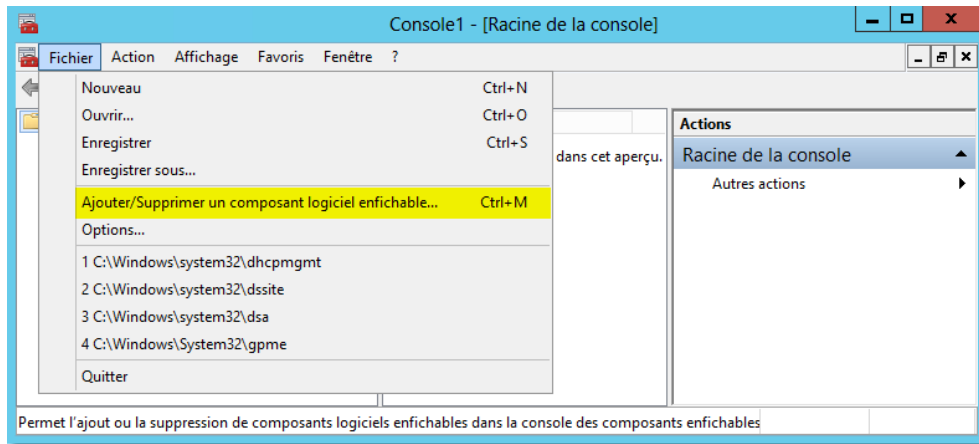 Console1 - [Racine de la console]
Fichier Action Affichage Favoris Fenêtre ?
Nouveau Ctrl+N
Ouvrir... Ctrl+O
Enregistrer Ctrl+S
Enregistrer sous...
Ajouter/Supprimer un composant logiciel enfichable... Ctrl+M
Options...
1 C:\Windows\system32\dhcpmgmt
2 C:\Windows\system32\dssite
3 C:\Windows\system32\dsa
4 C:\Windows\System32\gpme
Quitter
dans cet aperçu.
Actions
Racine de la console
Autres actions
Permet l'ajout ou la suppression de composants logiciels enfichables dans la console des composants enfichables